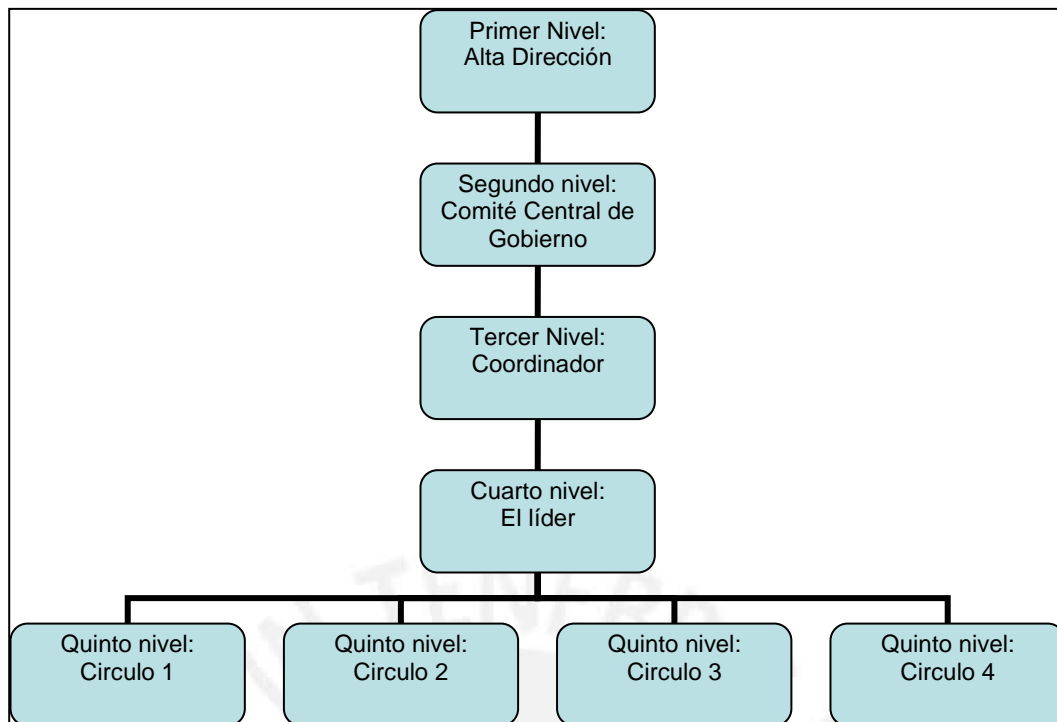 Primer Nivel:
Alta Dirección
Segundo nivel:
Comité Central de
Gobierno
Tercer Nivel:
Coordinador
Cuarto nivel:
El líder
Quinto nivel:
Circulo 1
Quinto nivel:
Circulo 2
Quinto nivel:
Circulo 3
Quinto nivel:
Circulo 4